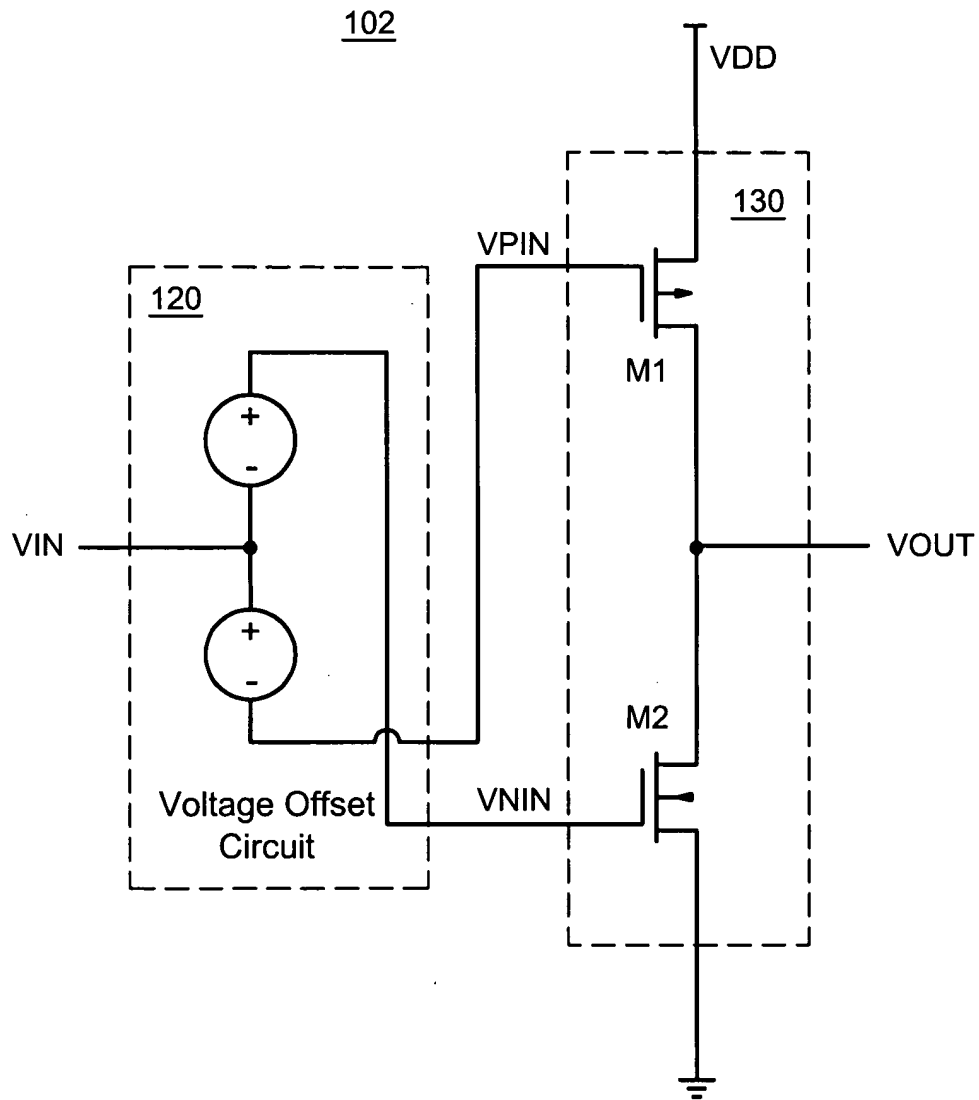 102
VDD
130
VPIN
120
M1
+
-
VIN
VOUT
+
-
M2
VNIN
Voltage Offset
Circuit